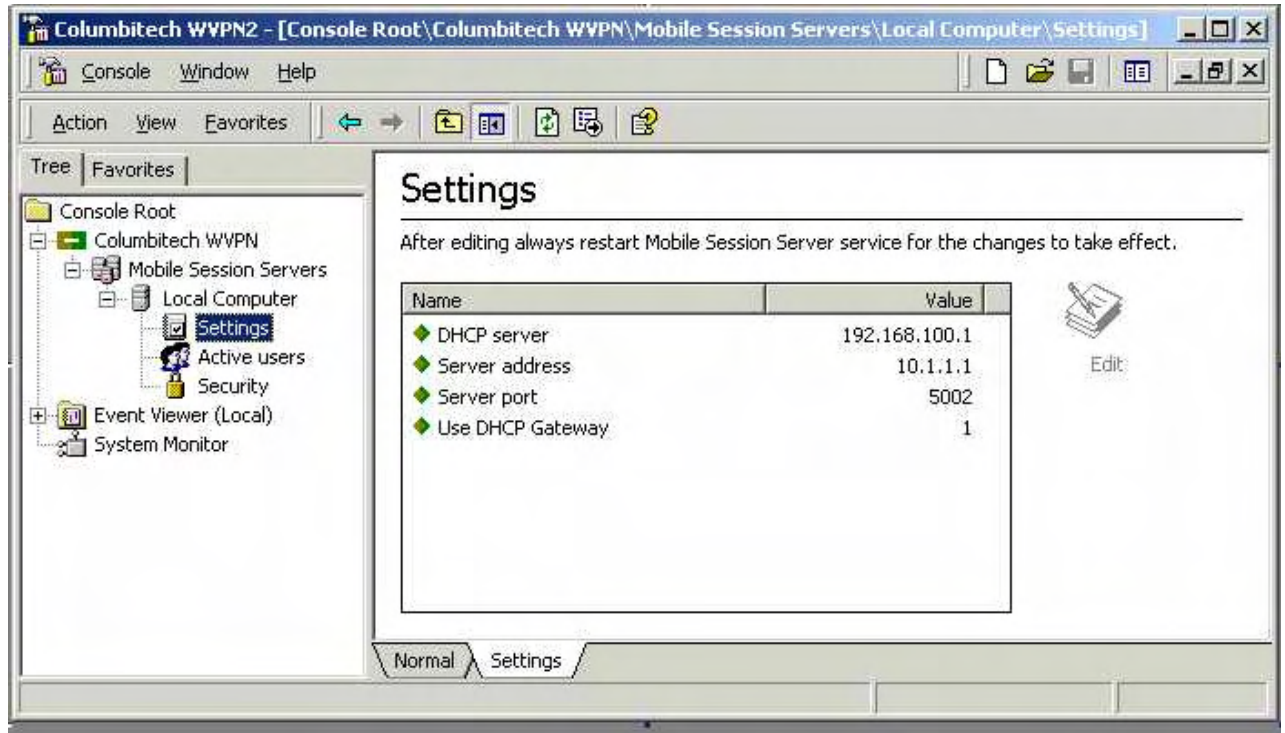 Columbitech WVPN2 - [Console Root\Columbitech WVPN\Mobile Session Servers\Local Computer\Settings]
Console Window Help
Action View Favorites
Tree Favorites
Console Root
Columbitech WVPN
Mobile Session Servers
Local Computer
Settings
Active users
Security
Event Viewer (Local)
System Monitor
Settings
After editing always restart Mobile Session Server service for the changes to take effect.
Name Value
DHCP server 192.168.100.1
Server address 10.1.1.1
Server port 5002
Use DHCP Gateway 1
Edit
Normal Settings